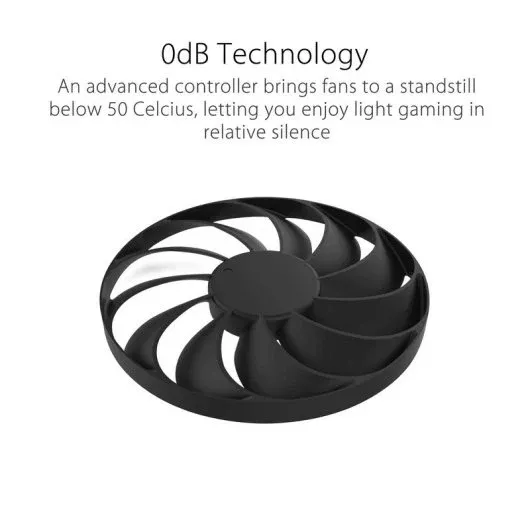 0dB Technology
An advanced controller brings fans to a standstill
below 50 Celcius, letting you enjoy light gaming in
relative silence